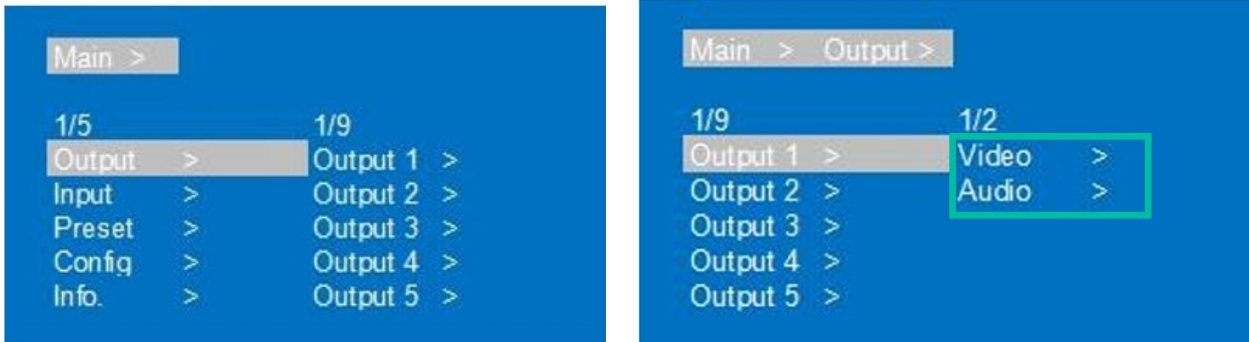 Main >
1/5 1/9
Output > Output 1 >
Input > Output 2 >
Preset > Output 3 >
Config > Output 4 >
Info. > Output 5 >
Main > Output >
1/9 1/2
Output 1 > Video >
Output 2 > Audio >
Output 3 >
Output 4 >
Output 5 >